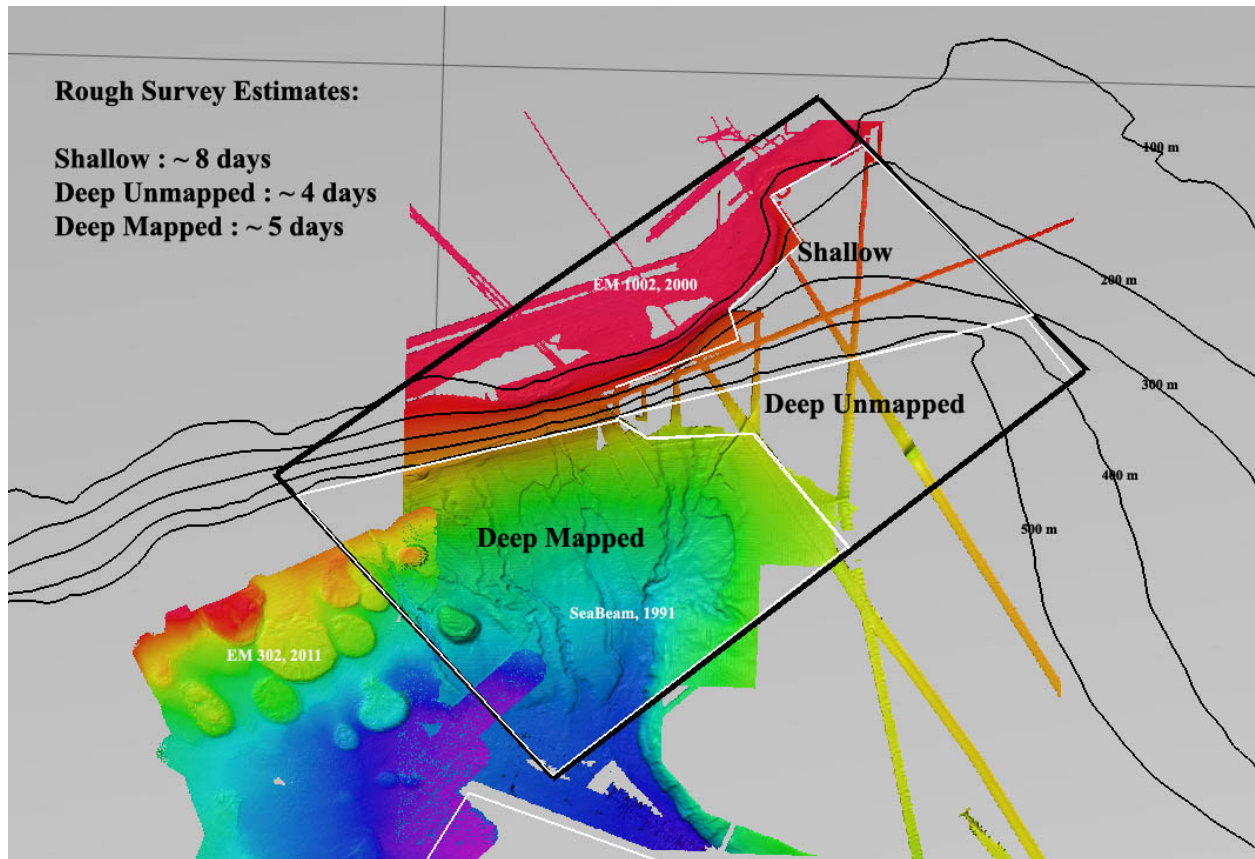 Rough Survey Estimates:
Shallow : ~ 8 days
Deep Unmapped : ~ 4 days
Deep Mapped : ~ 5 days
100 m
Shallow
EM 1002, 2000
200 m
300 m
Deep Unmapped
400 m
500 m
Deep Mapped
SeaBeam, 1991
EM 302, 2011